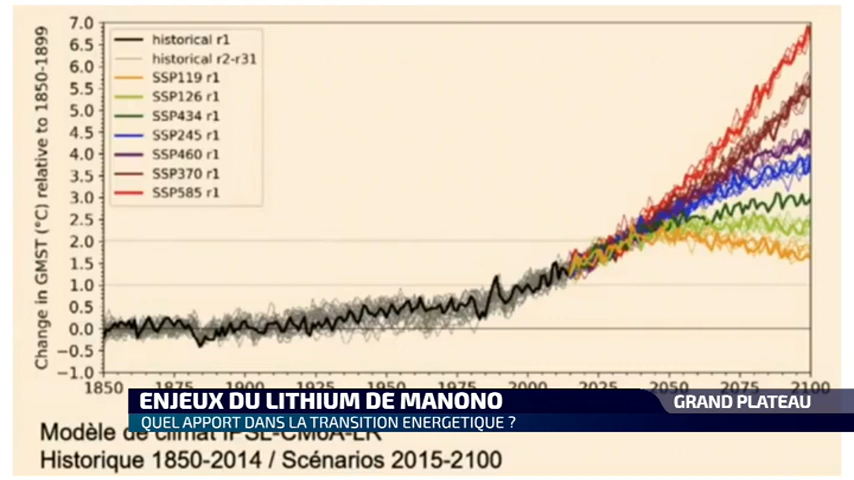 Change in GMST (°C) relative to 1850-1899
7.0
6.5
6.0
5.5
5.0
4.5
4.0
3.5
3.0
2.5
2.0
1.5
1.0
0.5
0.0
−0.5
−1.0
historical r1
historical r2-r31
SSP119 r1
SSP126 r1
SSP434 r1
SSP245 r1
SSP460 r1
SSP370 r1
SSP585 r1
1850 1875 1900 1925 1950 1975 2000 2025 2050 2075 2100
ENJEUX DU LITHIUM DE MANONO
GRAND PLATEAU
QUEL APPORT DANS LA TRANSITION ENERGETIQUE ?
Modèle de climat IPSL-CM6A-LR
Historique 1850-2014 / Scénarios 2015-2100